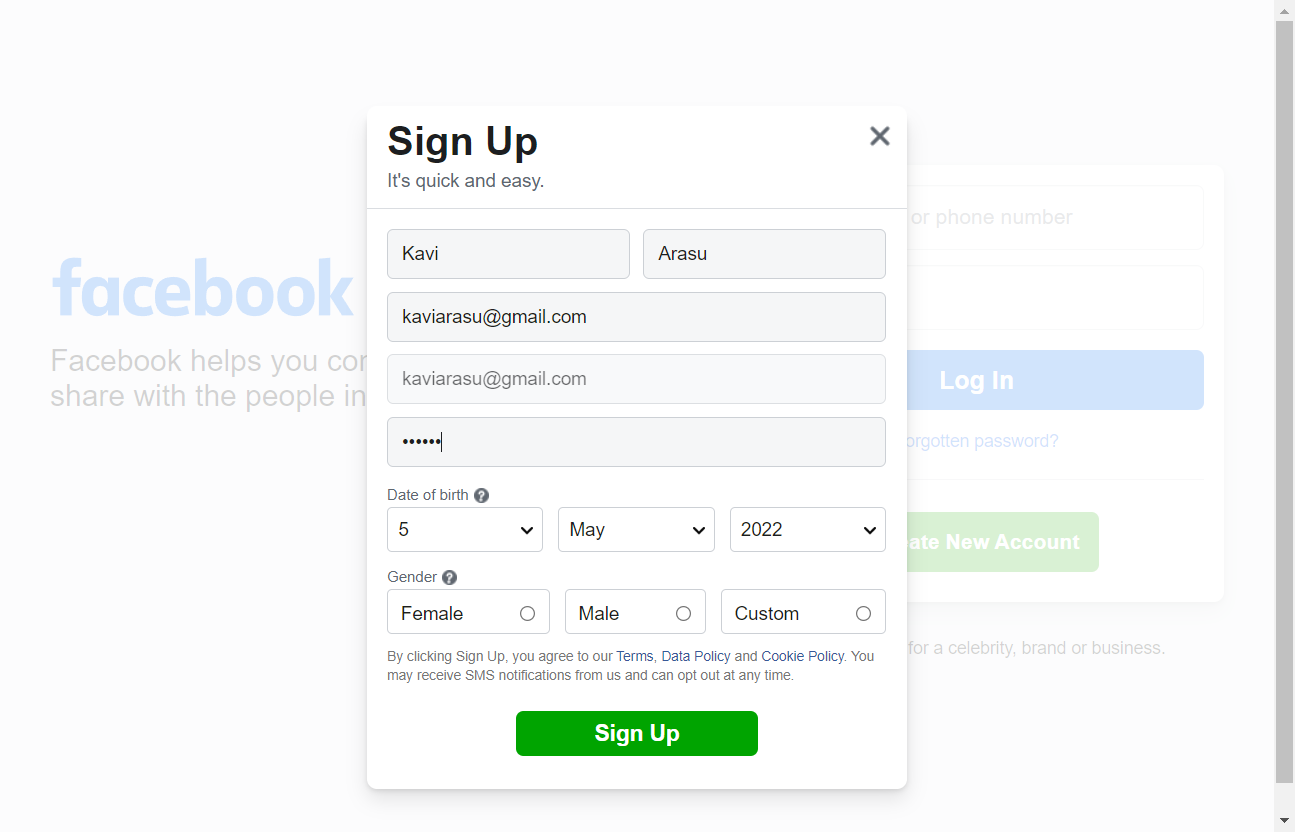 Sign Up
It's quick and easy.
Kavi
Arasu
kaviarasu@gmail.com
kaviarasu@gmail.com
••••••
Date of birth ?
5
May
2022
Gender ?
Female
Male
Custom
By clicking Sign Up, you agree to our Terms, Data Policy and Cookie Policy. You
may receive SMS notifications from us and can opt out at any time.
Sign Up
facebook
Facebook helps you
share with the people in
or phone number
Log In
orgotten password?
New Account
for a celebrity, brand or business.